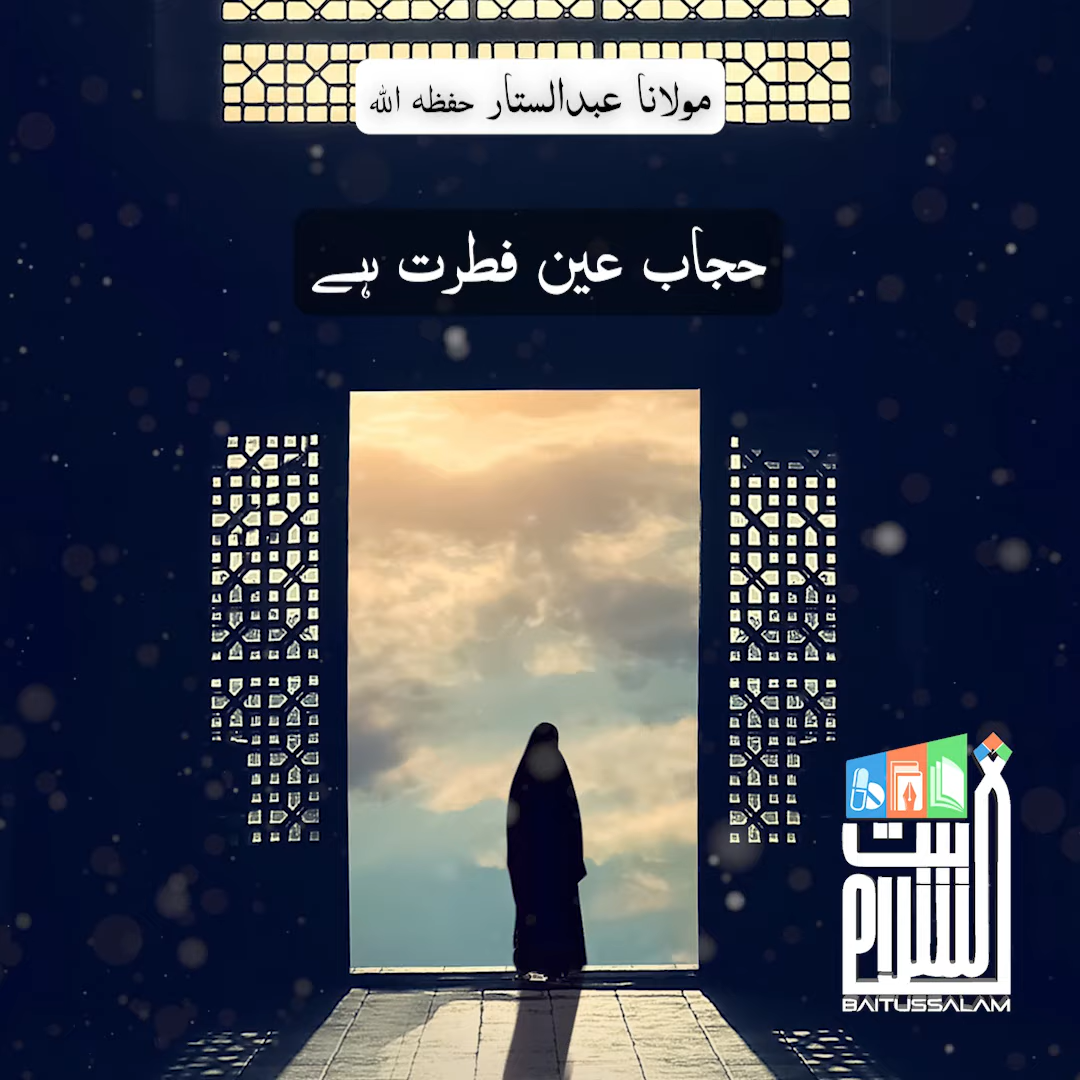 مولانا عبدالستار حفظہ اللہ
حجاب عین فطرت ہے
بیت السلام
BAITUSSALAM